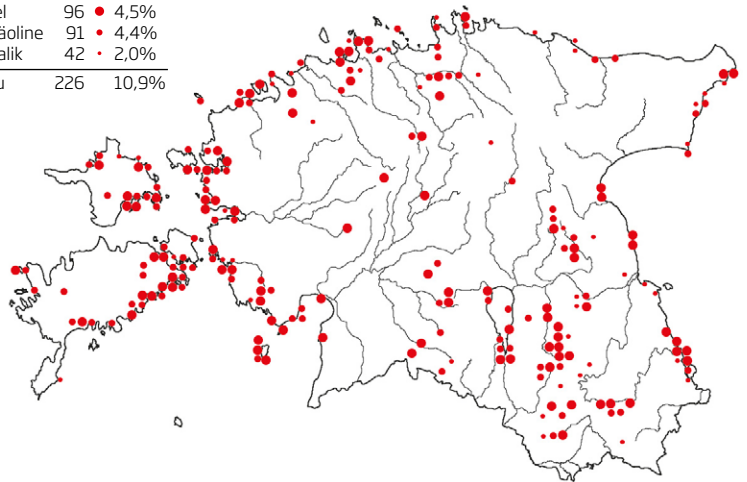 el 96 ● 4,5%
äoline 91 • 4,4%
alik 42 · 2,0%
u 226 10,9%